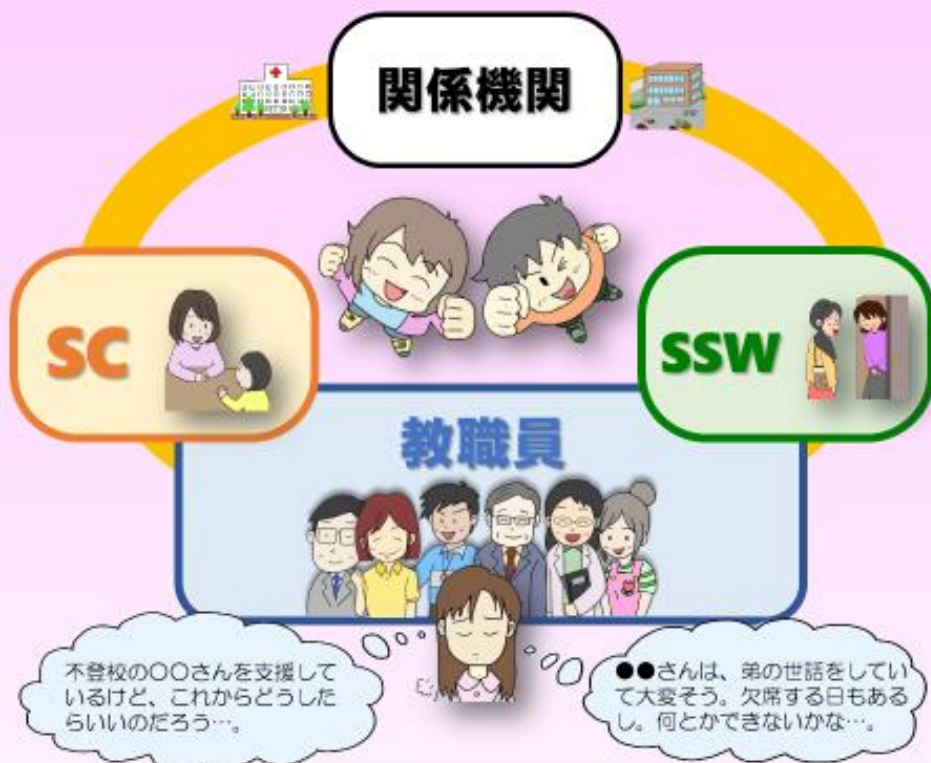 関係機関
SC
SSW
教職員
不登校の〇〇さんを支援して
いるけど、これからどうした
らいいのだろう…。
●●さんは、弟の世話をしてい
て大変そう。欠席する日もある
し。何とかできないかな…。